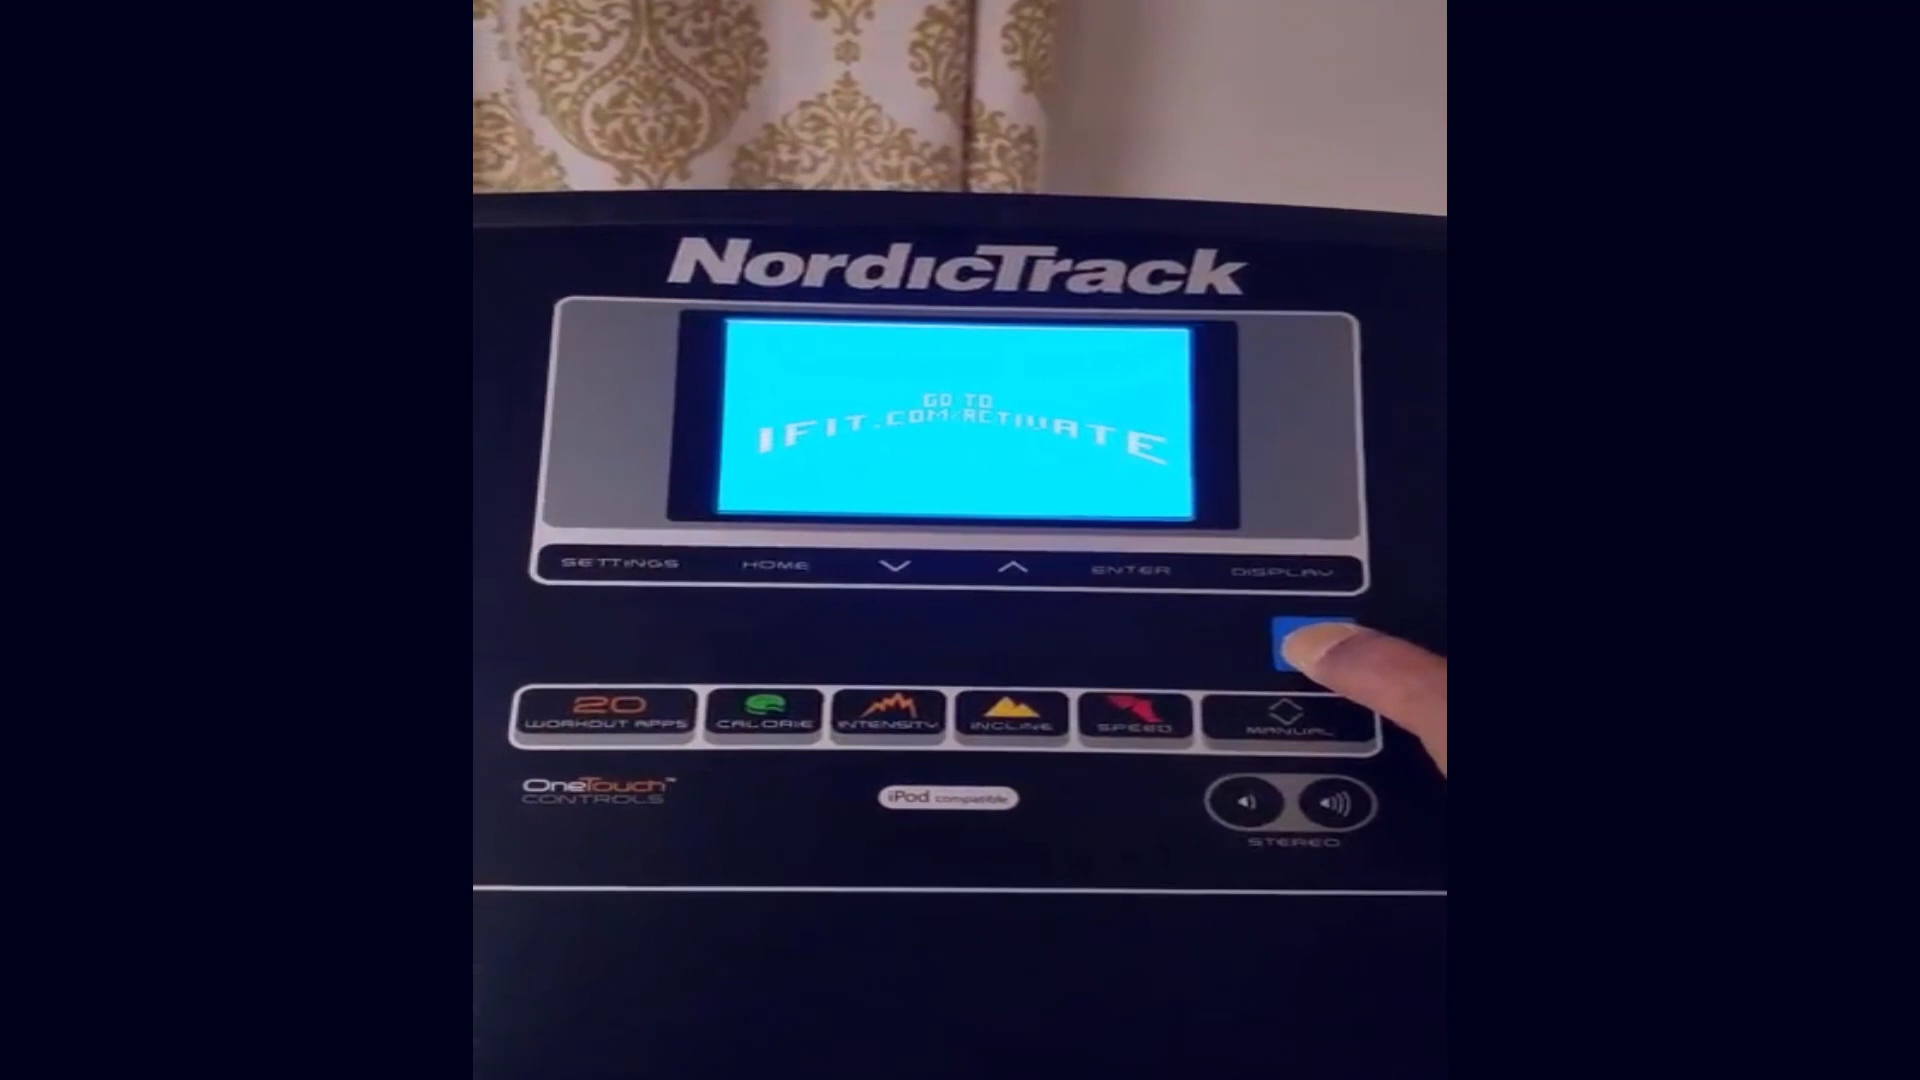 NordicTrack
GO TO
IFIT.COM/ACTIVATE
SETTINGS HOME ENTER DISPLAY
20
WORKOUT APPS CALORIE INTENSITY INCLINE SPEED MANUAL
OneTouch™
CONTROLS
iPod compatible
STEREO